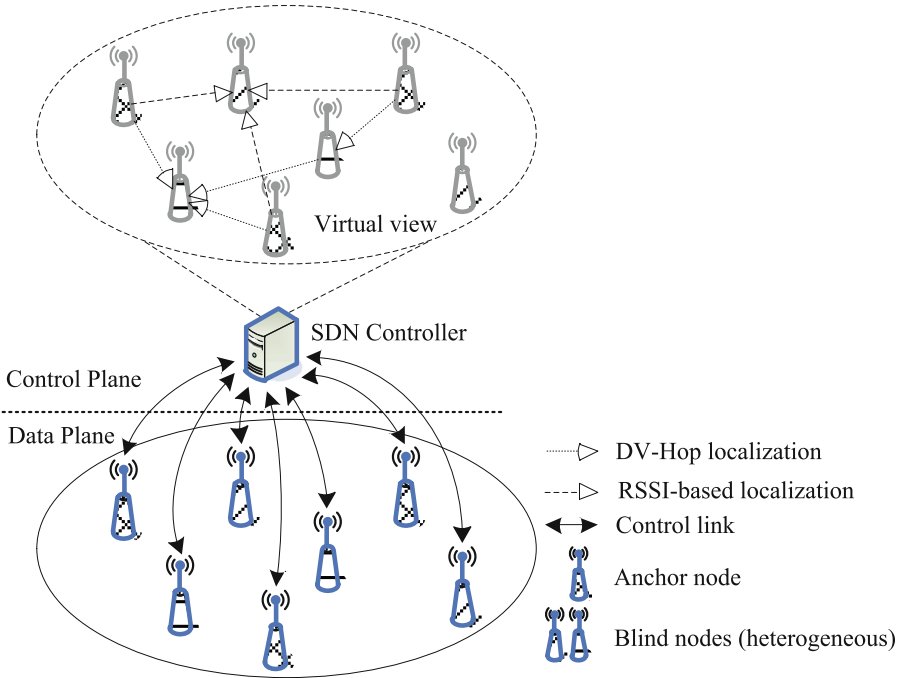 Virtual view
SDN Controller
Control Plane
Data Plane
DV-Hop localization
RSSI-based localization
Control link
Anchor node
Blind nodes (heterogeneous)